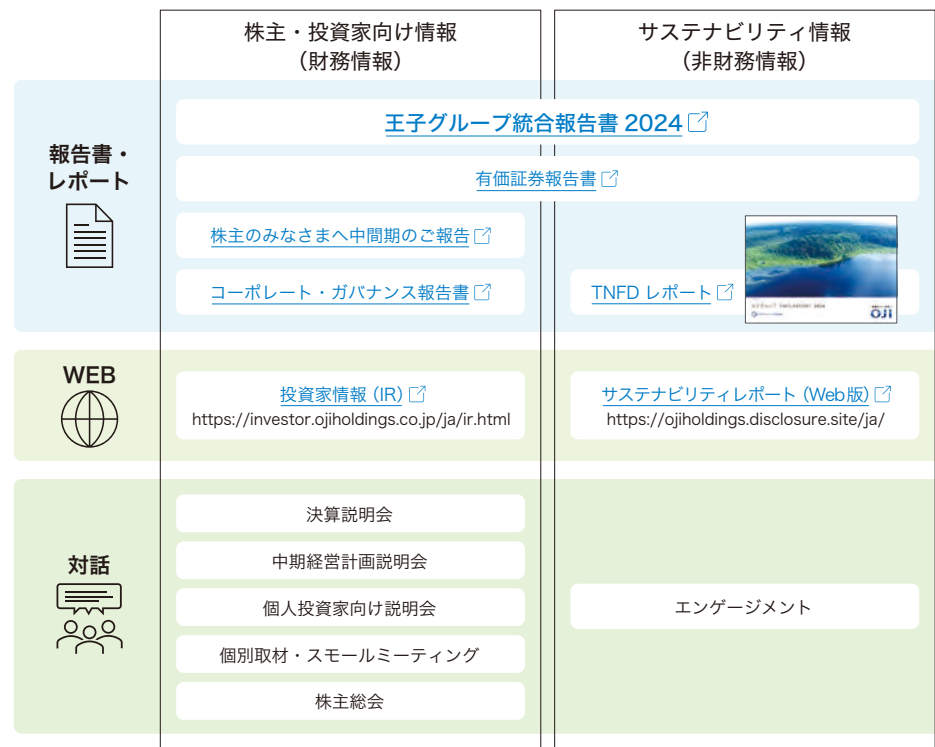 株主・投資家向け情報
（財務情報）
サステナビリティ情報
（非財務情報）
報告書・
レポート
王子グループ統合報告書 2024
有価証券報告書
株主のみなさまへ中間期のご報告
コーポレート・ガバナンス報告書
TNFD レポート
OJI
WEB
投資家情報（IR）
https://investor.ojiholdings.co.jp/ja/ir.html
サステナビリティレポート（Web版）
https://ojiholdings.disclosure.site/ja/
対話
決算説明会
中期経営計画説明会
個人投資家向け説明会
個別取材・スモールミーティング
株主総会
エンゲージメント